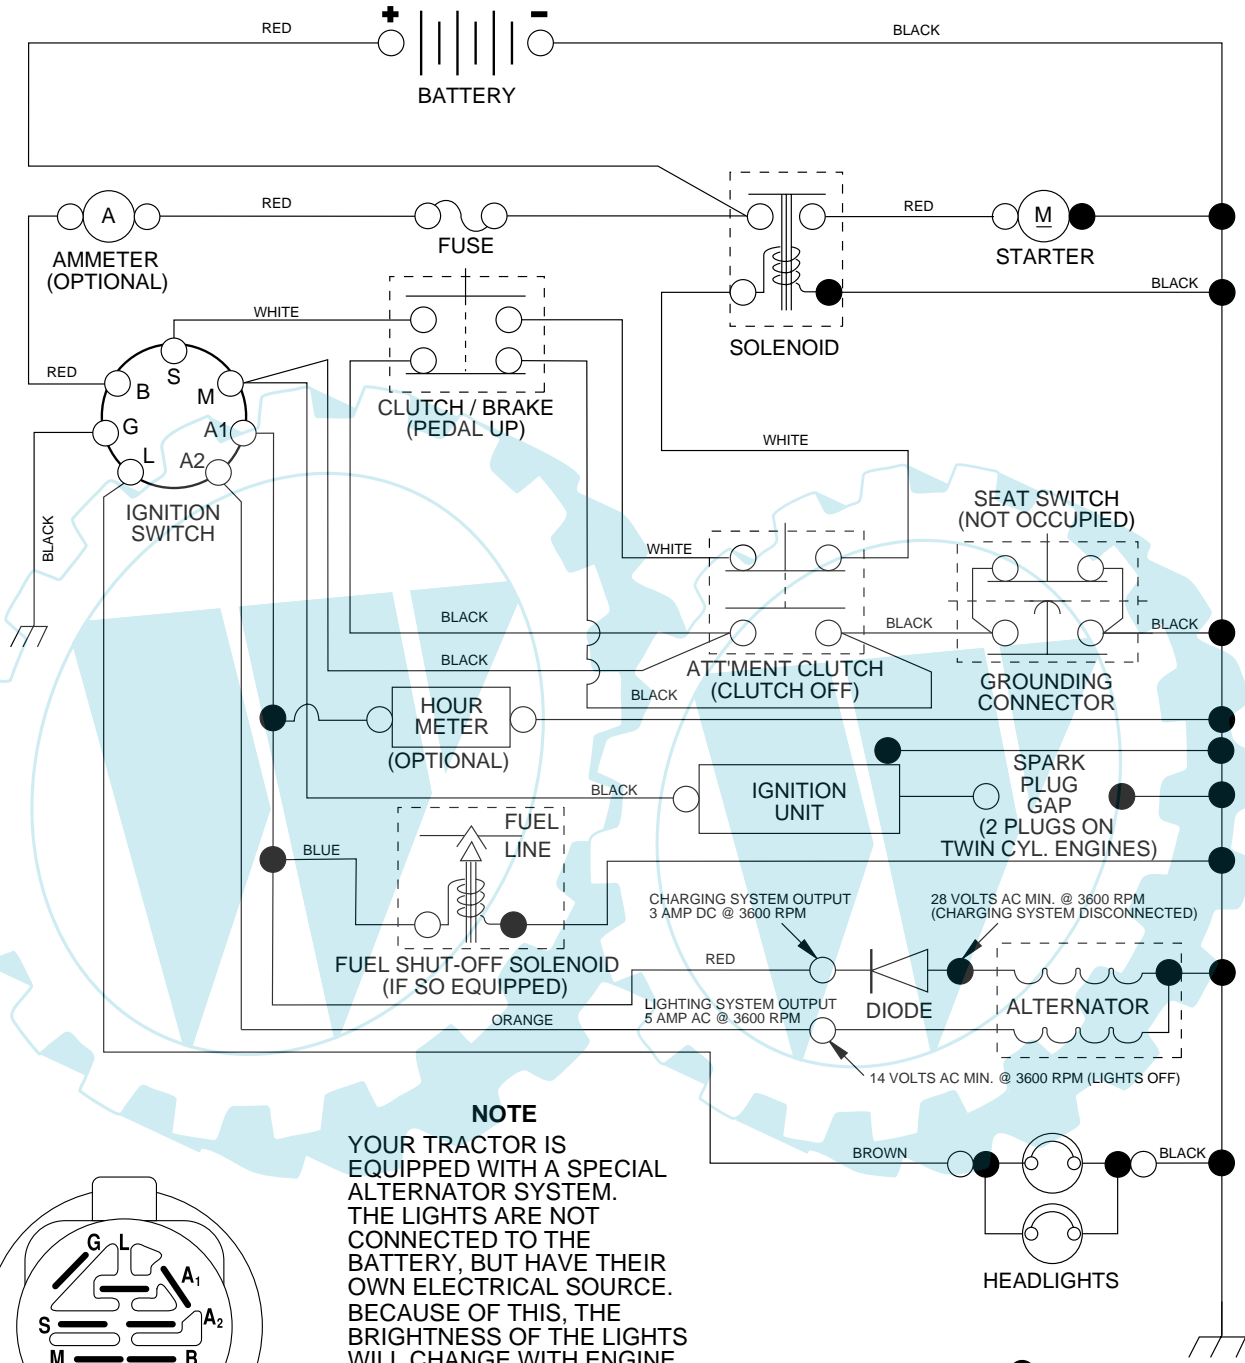 + −
RED
BLACK
BATTERY
RED
A
FUSE
RED
M
STARTER
AMMETER
(OPTIONAL)
BLACK
WHITE
SOLENOID
RED
S
B
M
G
A1
L
A2
CLUTCH / BRAKE
(PEDAL UP)
WHITE
IGNITION
SWITCH
BLACK
SEAT SWITCH
(NOT OCCUPIED)
WHITE
BLACK
BLACK
BLACK
BLACK
ATT'MENT CLUTCH
(CLUTCH OFF)
BLACK
GROUNDING
CONNECTOR
HOUR
METER
(OPTIONAL)
BLACK
IGNITION
UNIT
SPARK
PLUG
GAP
(2 PLUGS ON
TWIN CYL. ENGINES)
FUEL
LINE
BLUE
CHARGING SYSTEM OUTPUT
3 AMP DC @ 3600 RPM
28 VOLTS AC MIN. @ 3600 RPM
(CHARGING SYSTEM DISCONNECTED)
FUEL SHUT-OFF SOLENOID
(IF SO EQUIPPED)
RED
LIGHTING SYSTEM OUTPUT
5 AMP AC @ 3600 RPM
DIODE
ALTERNATOR
ORANGE
14 VOLTS AC MIN. @ 3600 RPM (LIGHTS OFF)
NOTE
YOUR TRACTOR IS
EQUIPPED WITH A SPECIAL
ALTERNATOR SYSTEM.
THE LIGHTS ARE NOT
CONNECTED TO THE
BATTERY, BUT HAVE THEIR
OWN ELECTRICAL SOURCE.
BECAUSE OF THIS, THE
BRIGHTNESS OF THE LIGHTS
WILL CHANGE WITH ENGINE
BROWN
BLACK
HEADLIGHTS
G
L
A1
A2
S
M
B